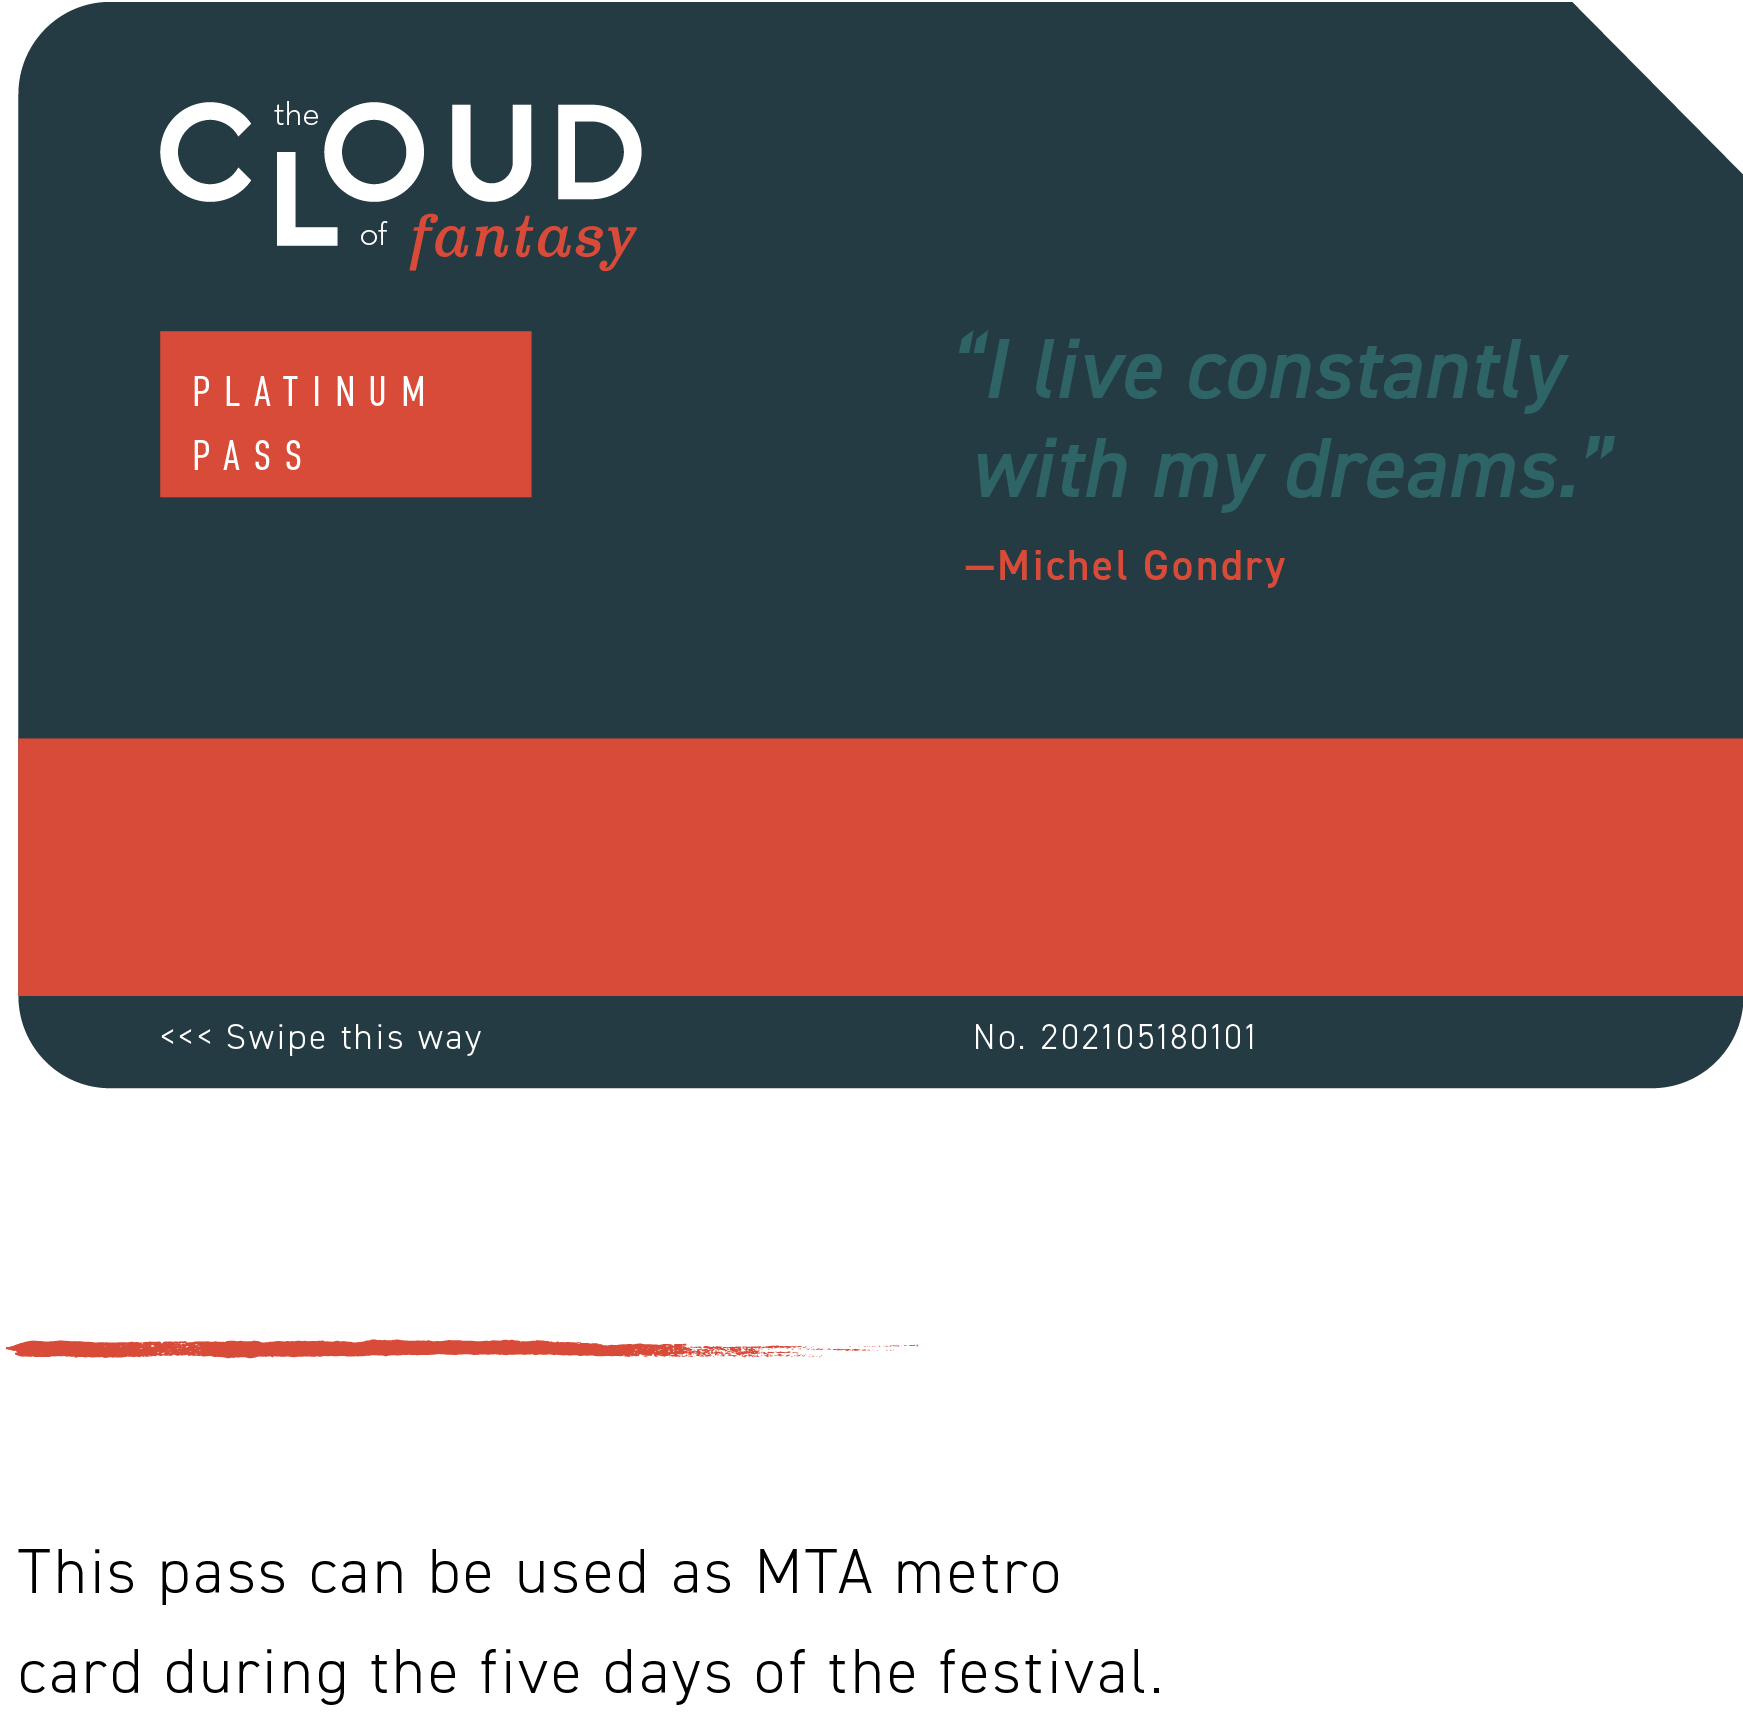 the
CLOUD
of fantasy
PLATINUM
PASS
“I live constantly
with my dreams.”
—Michel Gondry
<<< Swipe this way
No. 202105180101
This pass can be used as MTA metro
card during the five days of the festival.